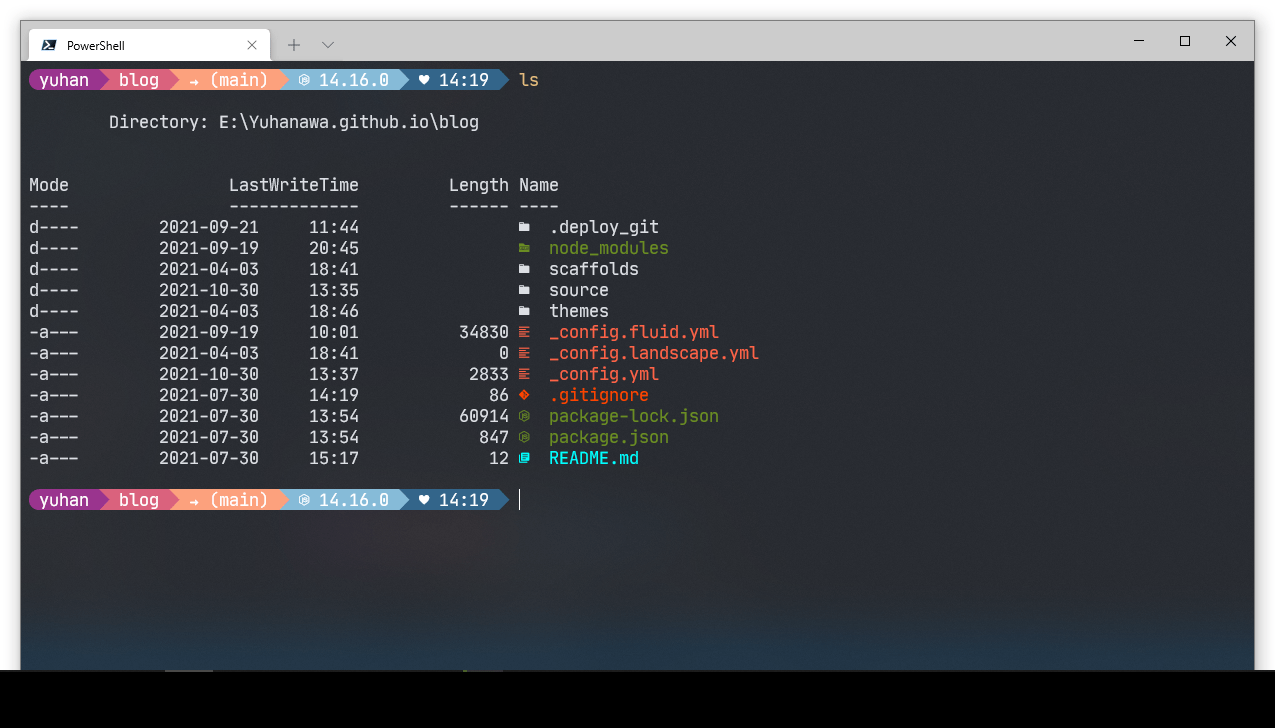 PowerShell
yuhan blog → (main) 14.16.0 ♥ 14:19 ls
Directory: E:\Yuhanawa.github.io\blog
Mode LastWriteTime Length Name
---- ------------- ------ ----
d---- 2021-09-21 11:44 .deploy_git
d---- 2021-09-19 20:45 node_modules
d---- 2021-04-03 18:41 scaffolds
d---- 2021-10-30 13:35 source
d---- 2021-04-03 18:46 themes
-a--- 2021-09-19 10:01 34830 _config.fluid.yml
-a--- 2021-04-03 18:41 0 _config.landscape.yml
-a--- 2021-10-30 13:37 2833 _config.yml
-a--- 2021-07-30 14:19 86 .gitignore
-a--- 2021-07-30 13:54 60914 package-lock.json
-a--- 2021-07-30 13:54 847 package.json
-a--- 2021-07-30 15:17 12 README.md
yuhan blog → (main) 14.16.0 ♥ 14:19